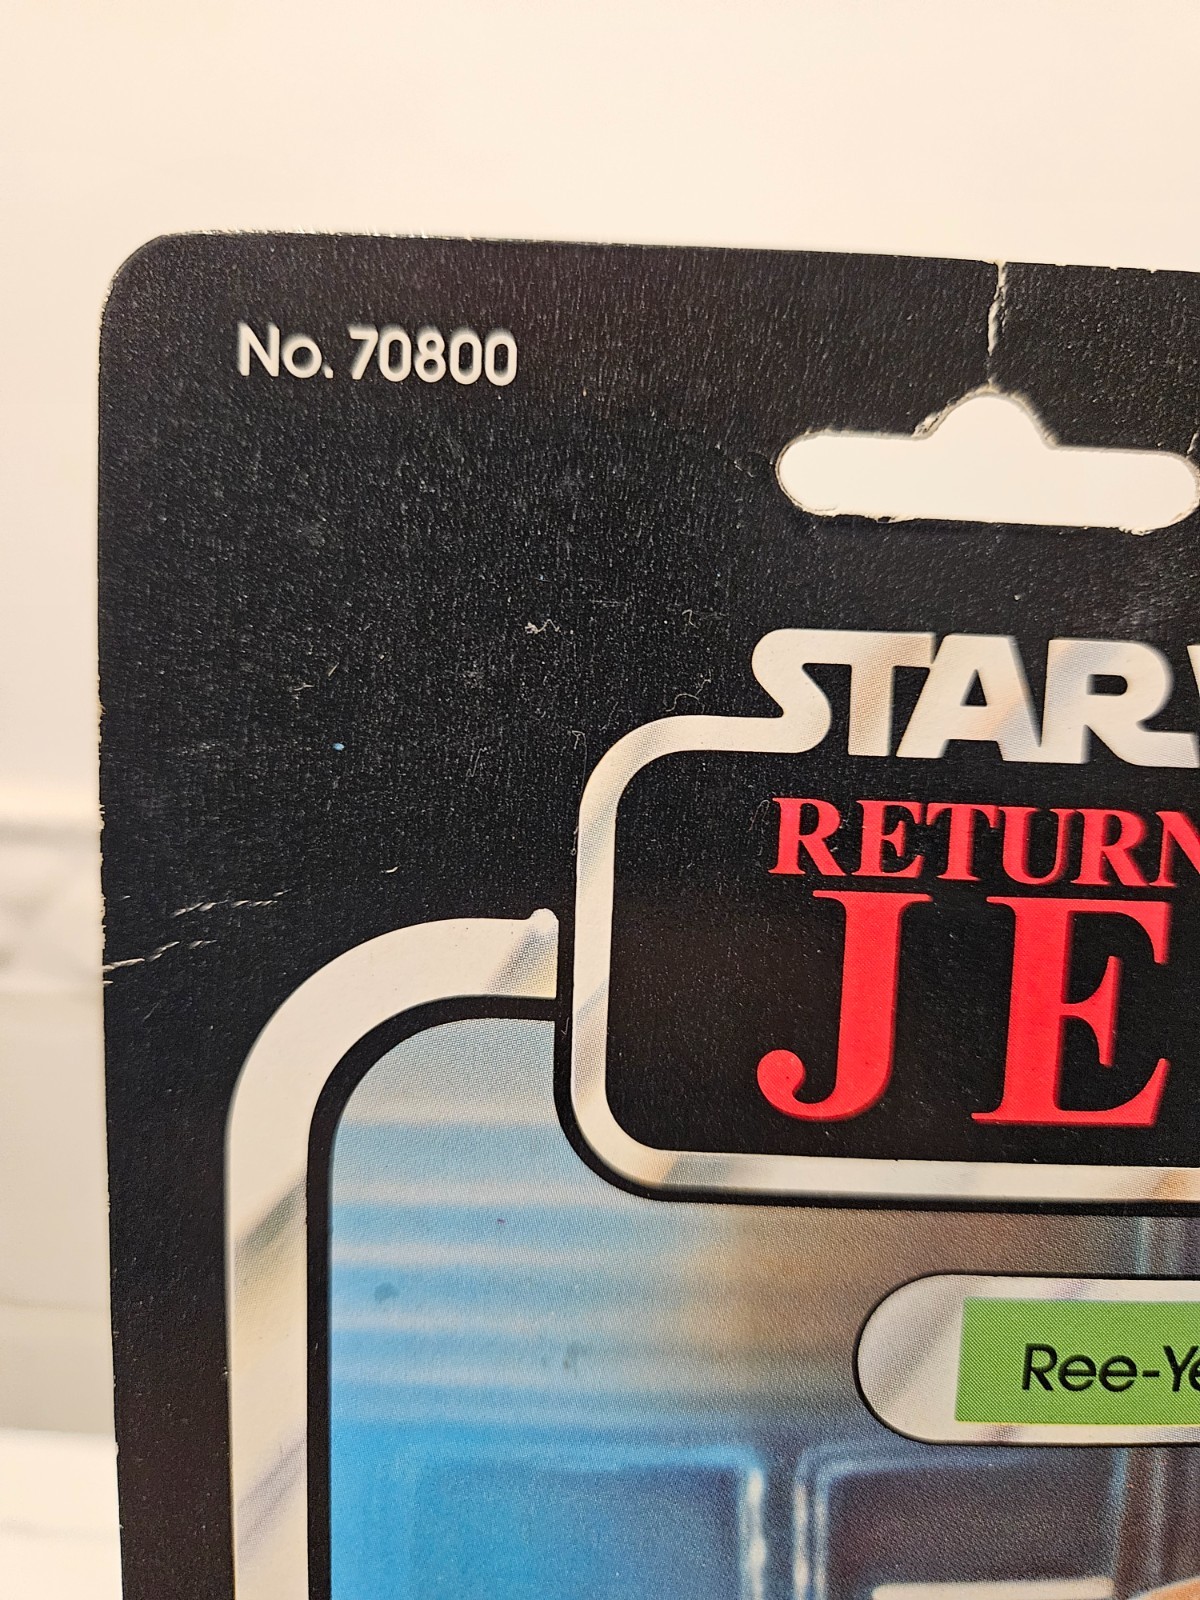 No. 70800
STAR
RETURN
JE
Ree-Ye